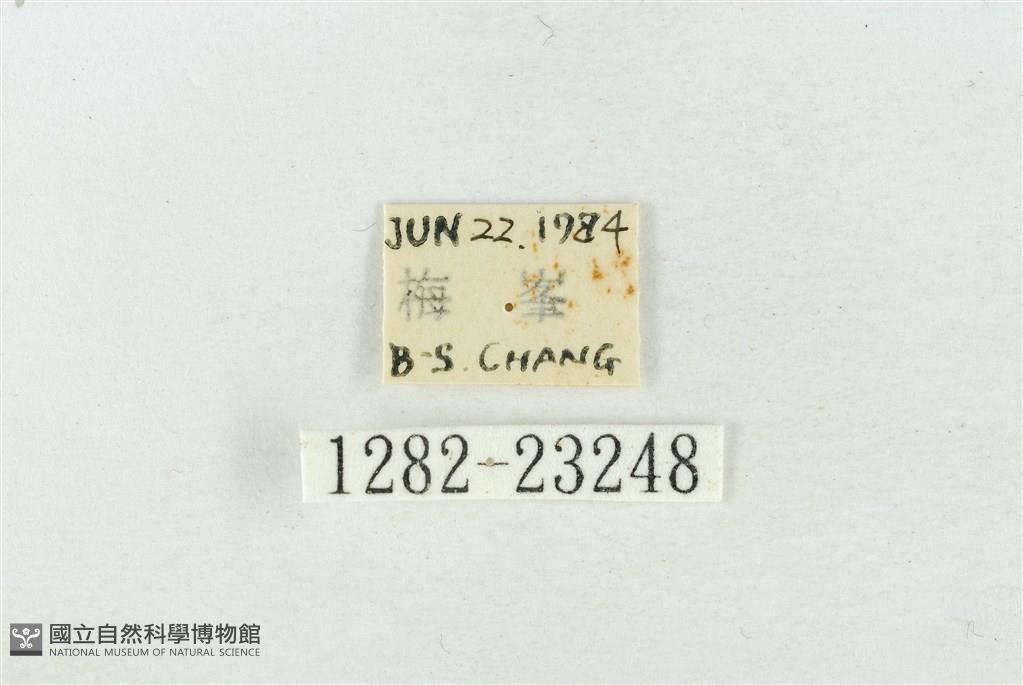 JUN 22. 1984
梅 峯
B-S. CHANG
1282-23248
國立自然科學博物館
NATIONAL MUSEUM OF NATURAL SCIENCE